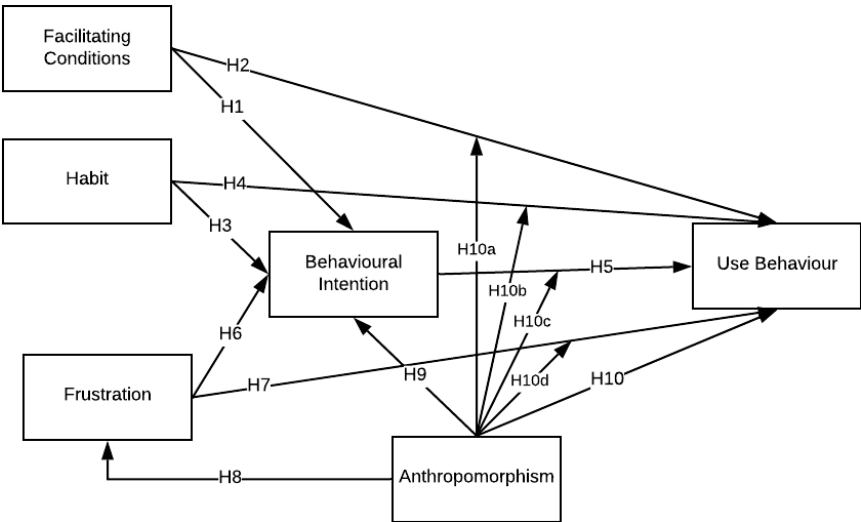 Facilitating
Conditions
H2
H1
Habit
H4
H3
H10a
Behavioural
Intention
H5
Use Behaviour
H10b
H10c
H6
H9
H10d
H10
H7
Frustration
Anthropomorphism
H8